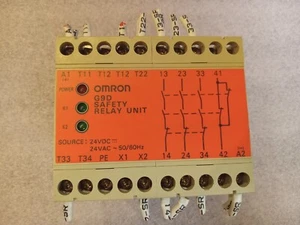 A1 T11 T12 T12 T22 13 23 33 41
POWER
OMRON
G9D
K1 SAFETY
RELAY UNIT
K2
SOURCE: 24VDC
24VAC ~ 50/60Hz
T33 T34 PE X1 X2 14 24 34 42 A2